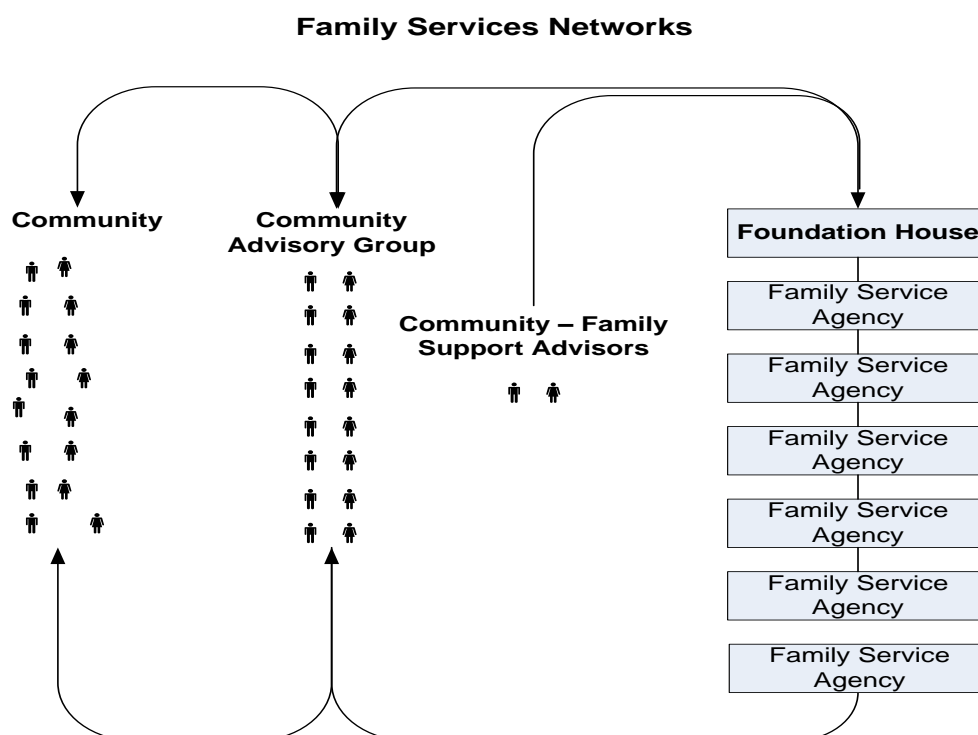 Family Services Networks
Community
Community
Advisory Group
Community – Family
Support Advisors
Foundation House
Family Service
Agency
Family Service
Agency
Family Service
Agency
Family Service
Agency
Family Service
Agency
Family Service
Agency